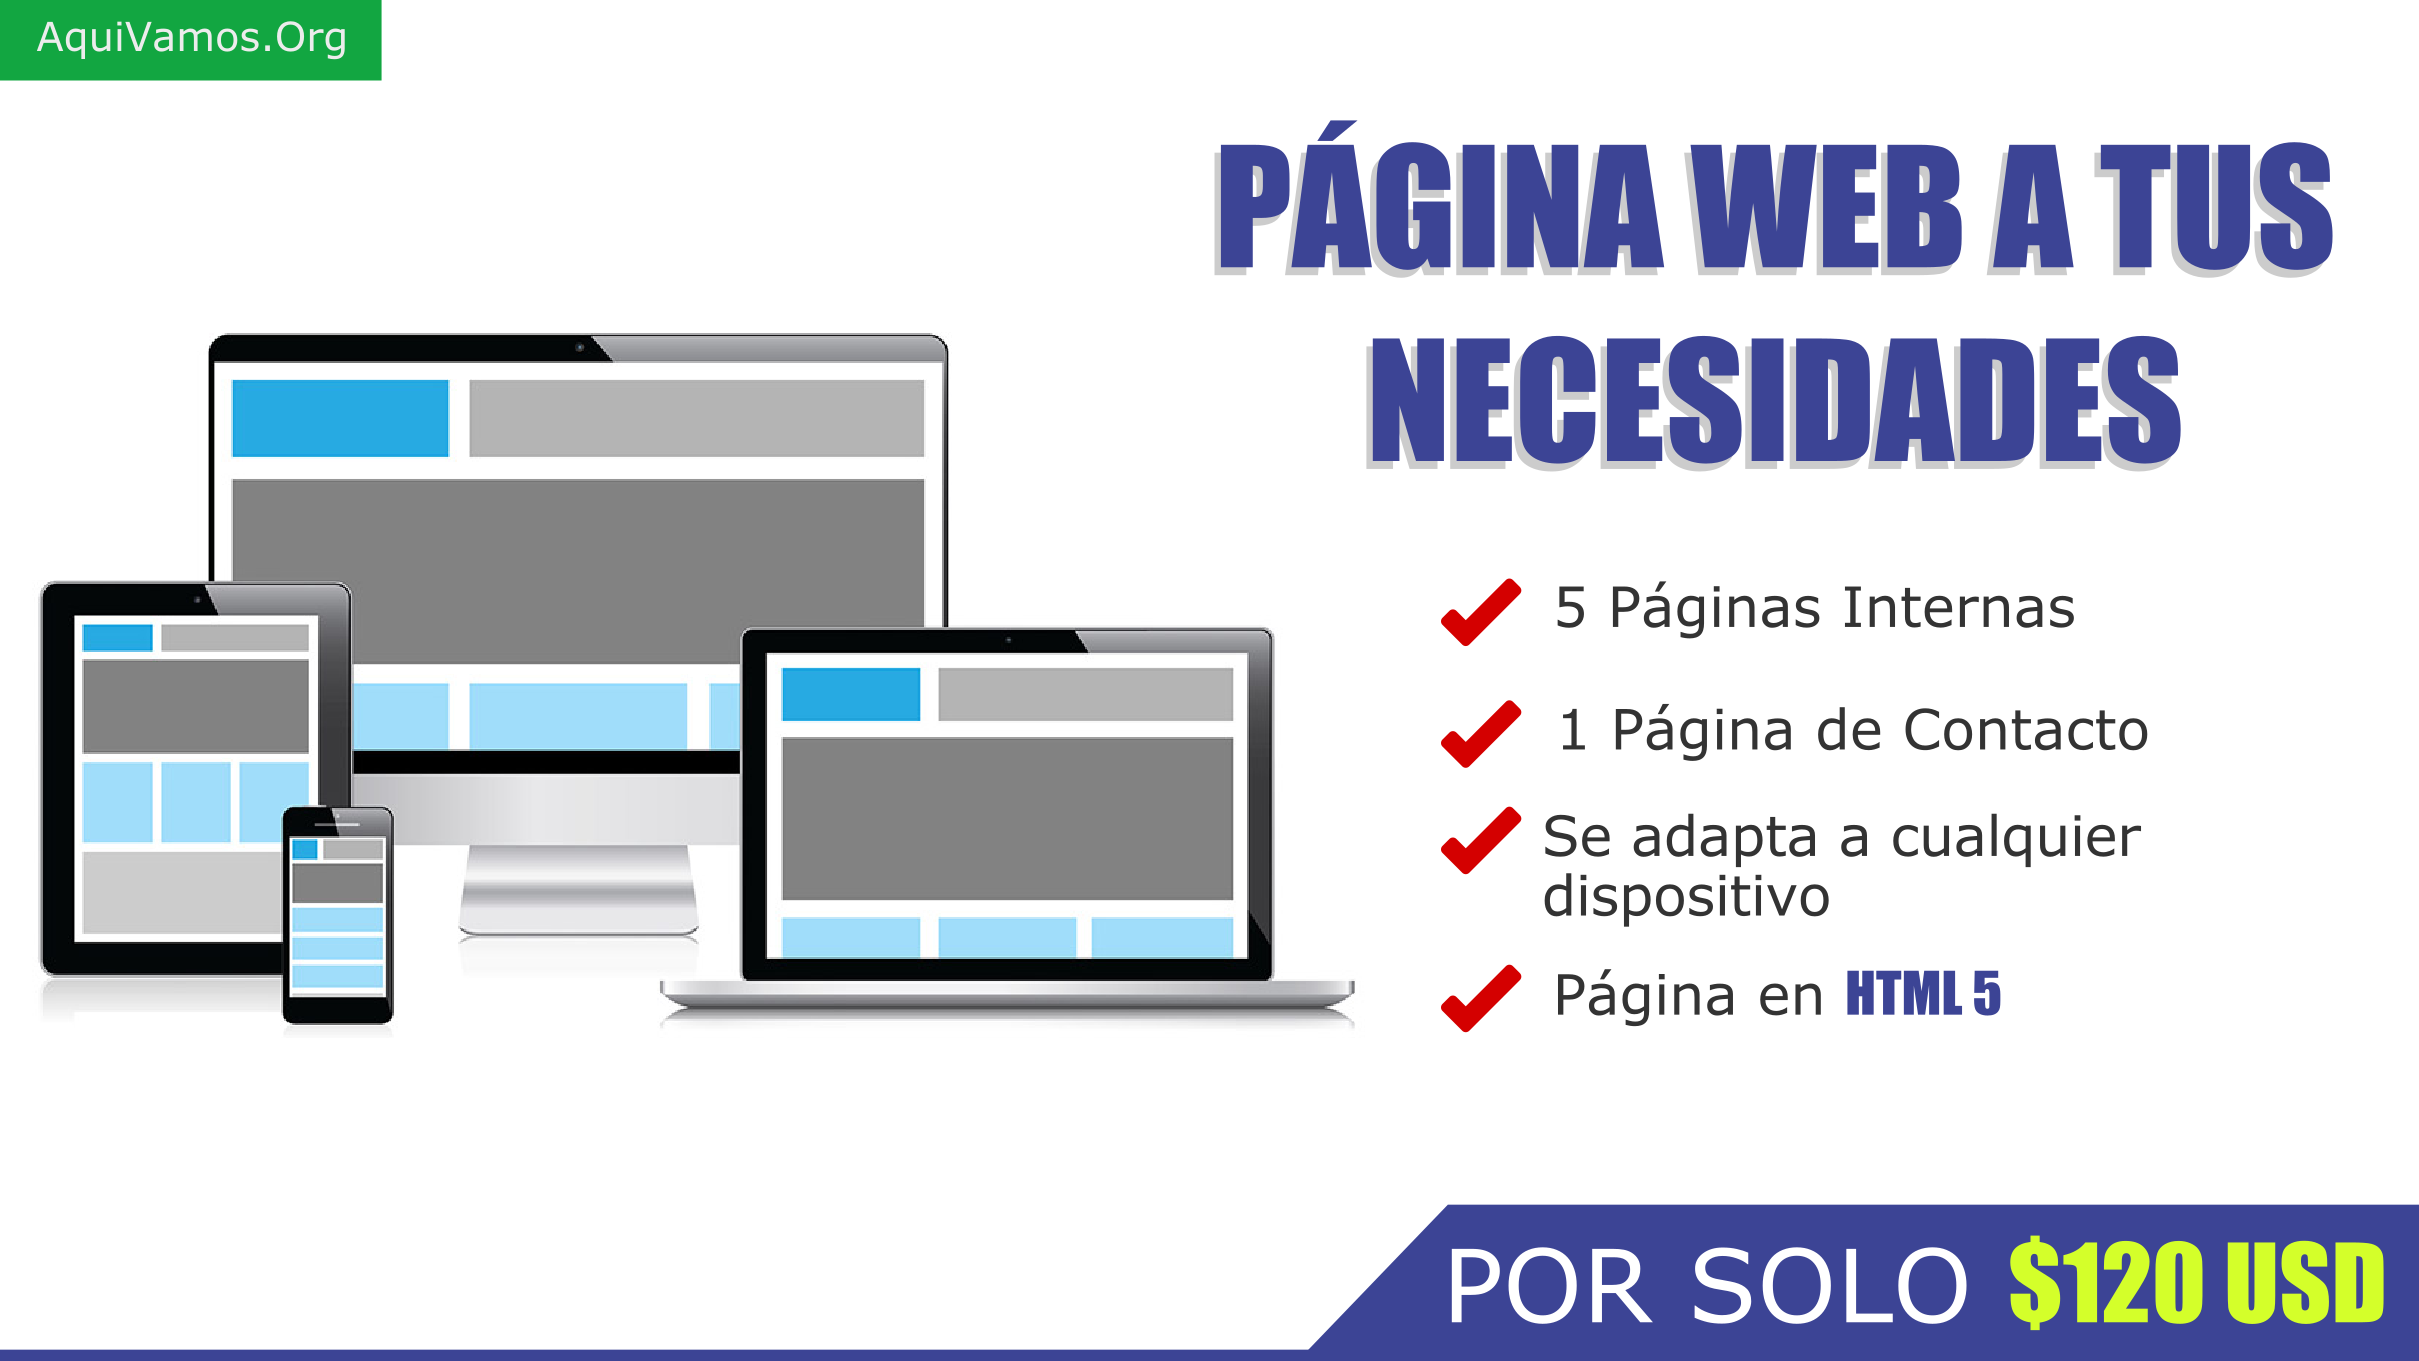 AquiVamos.Org
PÁGINA WEB A TUS
NECESIDADES
5 Páginas Internas
1 Página de Contacto
Se adapta a cualquier
dispositivo
Página en HTML 5
POR SOLO $120 USD